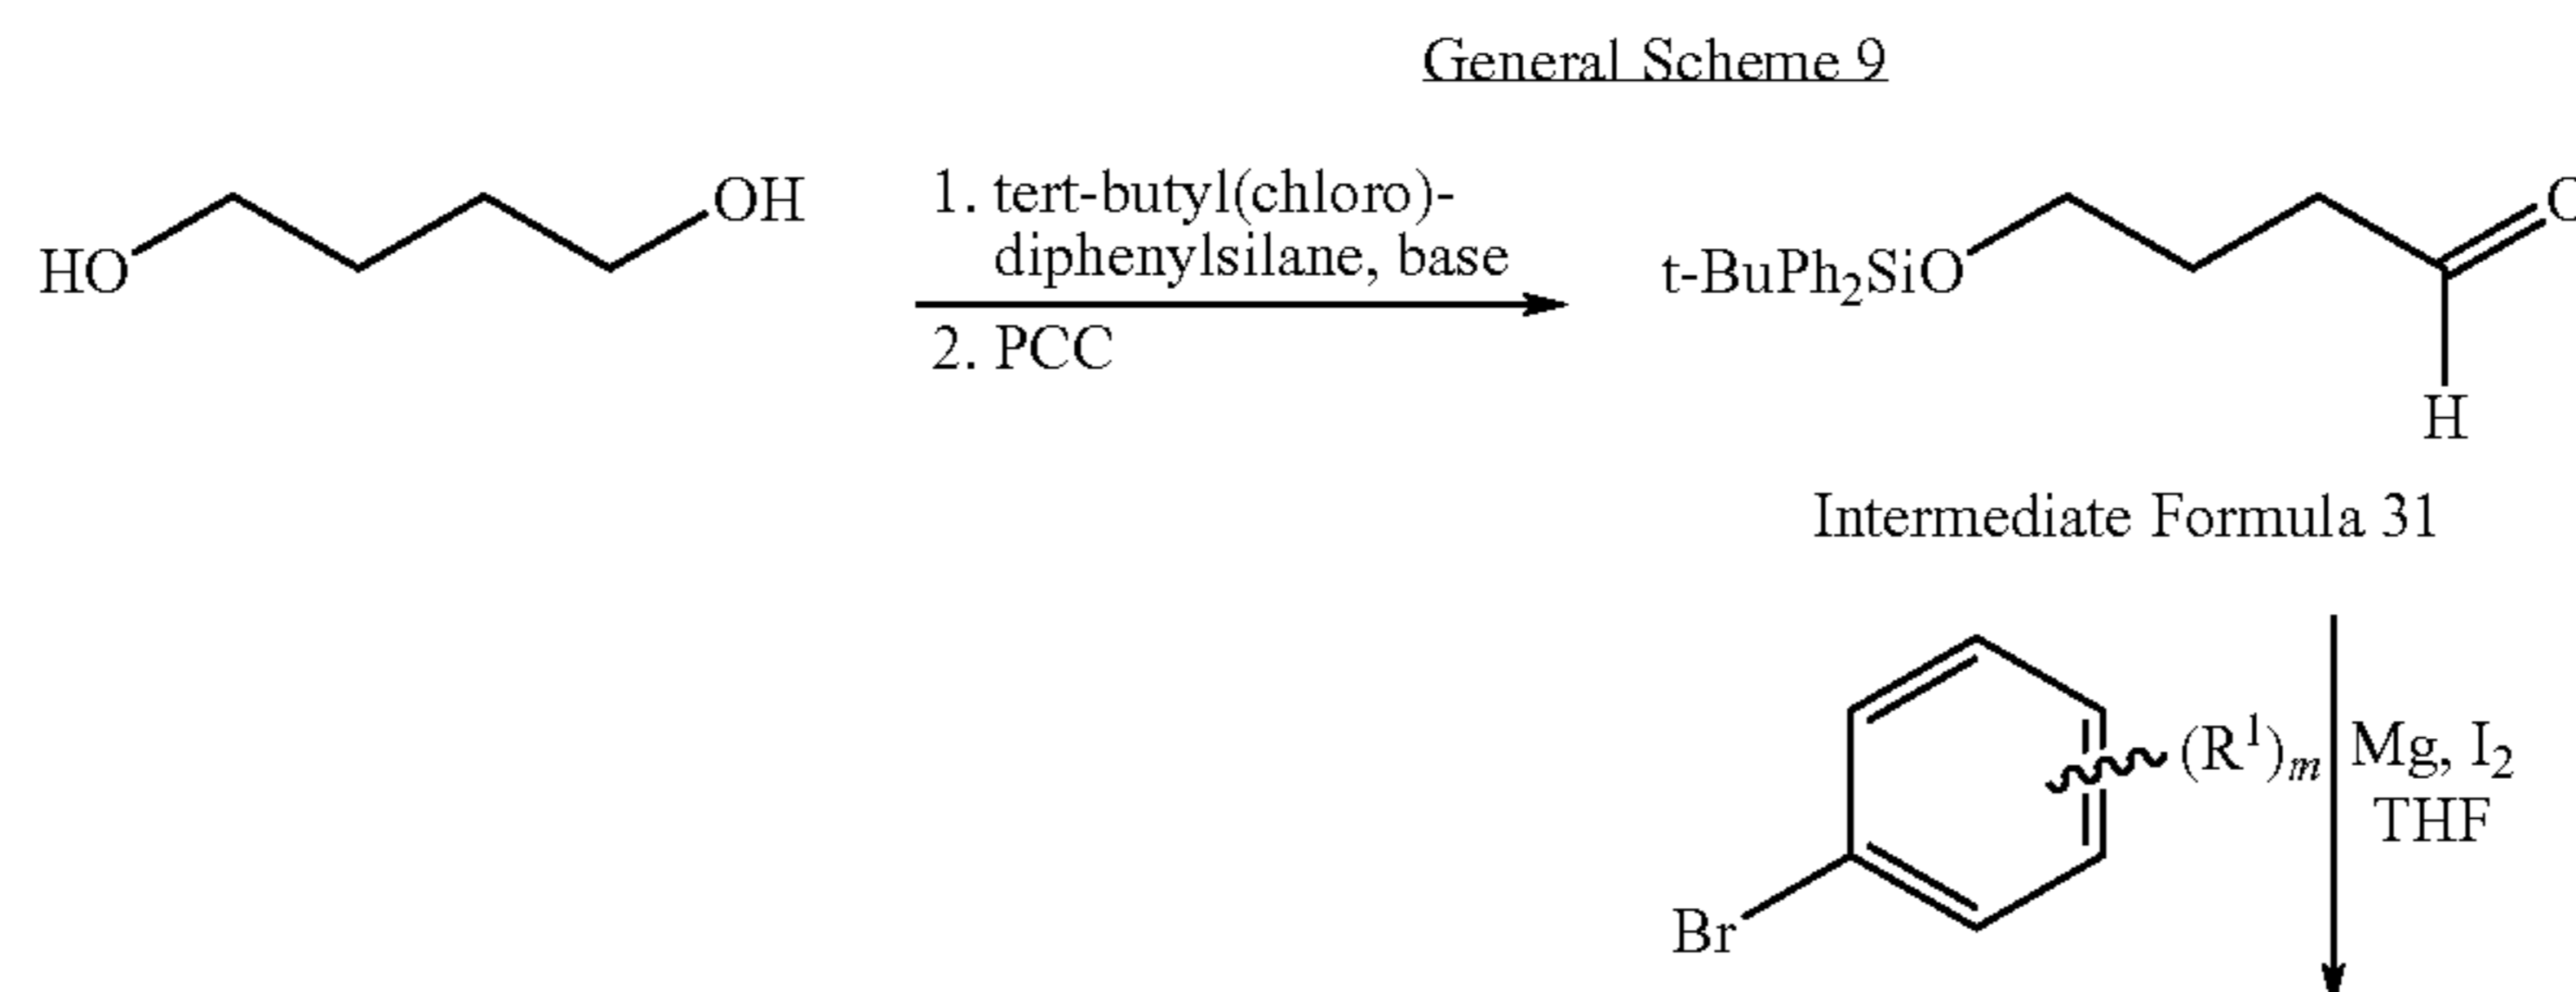 General Scheme 9
HO
OH
1. tert-butyl(chloro)-
diphenylsilane, base
2. PCC
t-BuPh₂SiO
O
H
Intermediate Formula 31
(R¹)ₘ
Mg, I₂
THF
Br